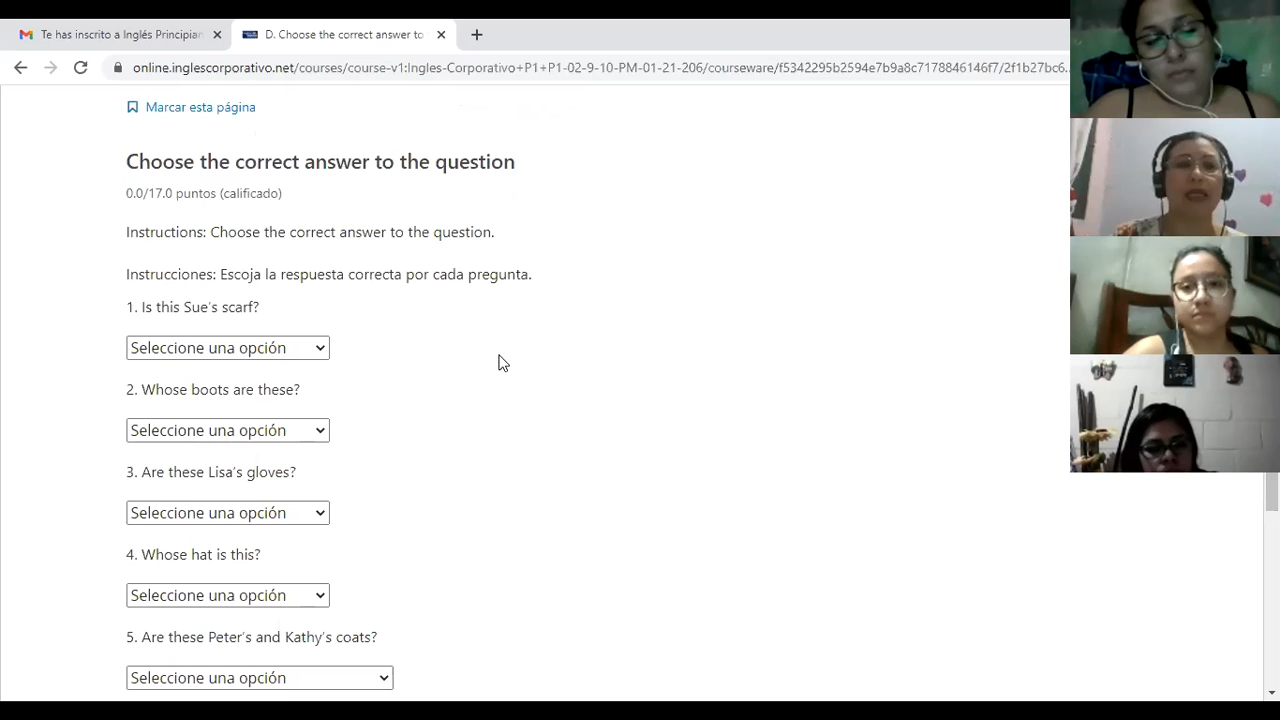 Te has inscrito a Inglés Principian
D. Choose the correct answer to
online.inglescorporativo.net/courses/course-v1:Ingles-Corporativo+P1+P1-02-9-10-PM-01-21-206/courseware/f5342295b2594e7b9a8c7178846146f7/2f1b27bc6...
Marcar esta página
Choose the correct answer to the question
0.0/17.0 puntos (calificado)
Instructions: Choose the correct answer to the question.
Instrucciones: Escoja la respuesta correcta por cada pregunta.
1. Is this Sue's scarf?
Seleccione una opción
2. Whose boots are these?
Seleccione una opción
3. Are these Lisa's gloves?
Seleccione una opción
4. Whose hat is this?
Seleccione una opción
5. Are these Peter's and Kathy's coats?
Seleccione una opción